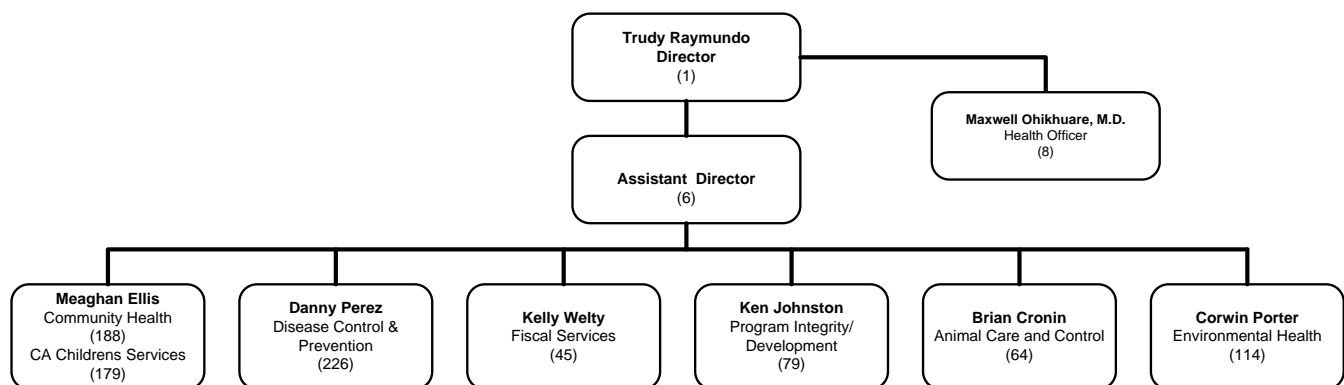 Trudy Raymundo
Director
(1)
Maxwell Ohikhuare, M.D.
Health Officer
(8)
Assistant Director
(6)
Meaghan Ellis
Community Health
(188)
CA Childrens Services
(179)
Danny Perez
Disease Control &
Prevention
(226)
Kelly Welty
Fiscal Services
(45)
Ken Johnston
Program Integrity/
Development
(79)
Brian Cronin
Animal Care and Control
(64)
Corwin Porter
Environmental Health
(114)